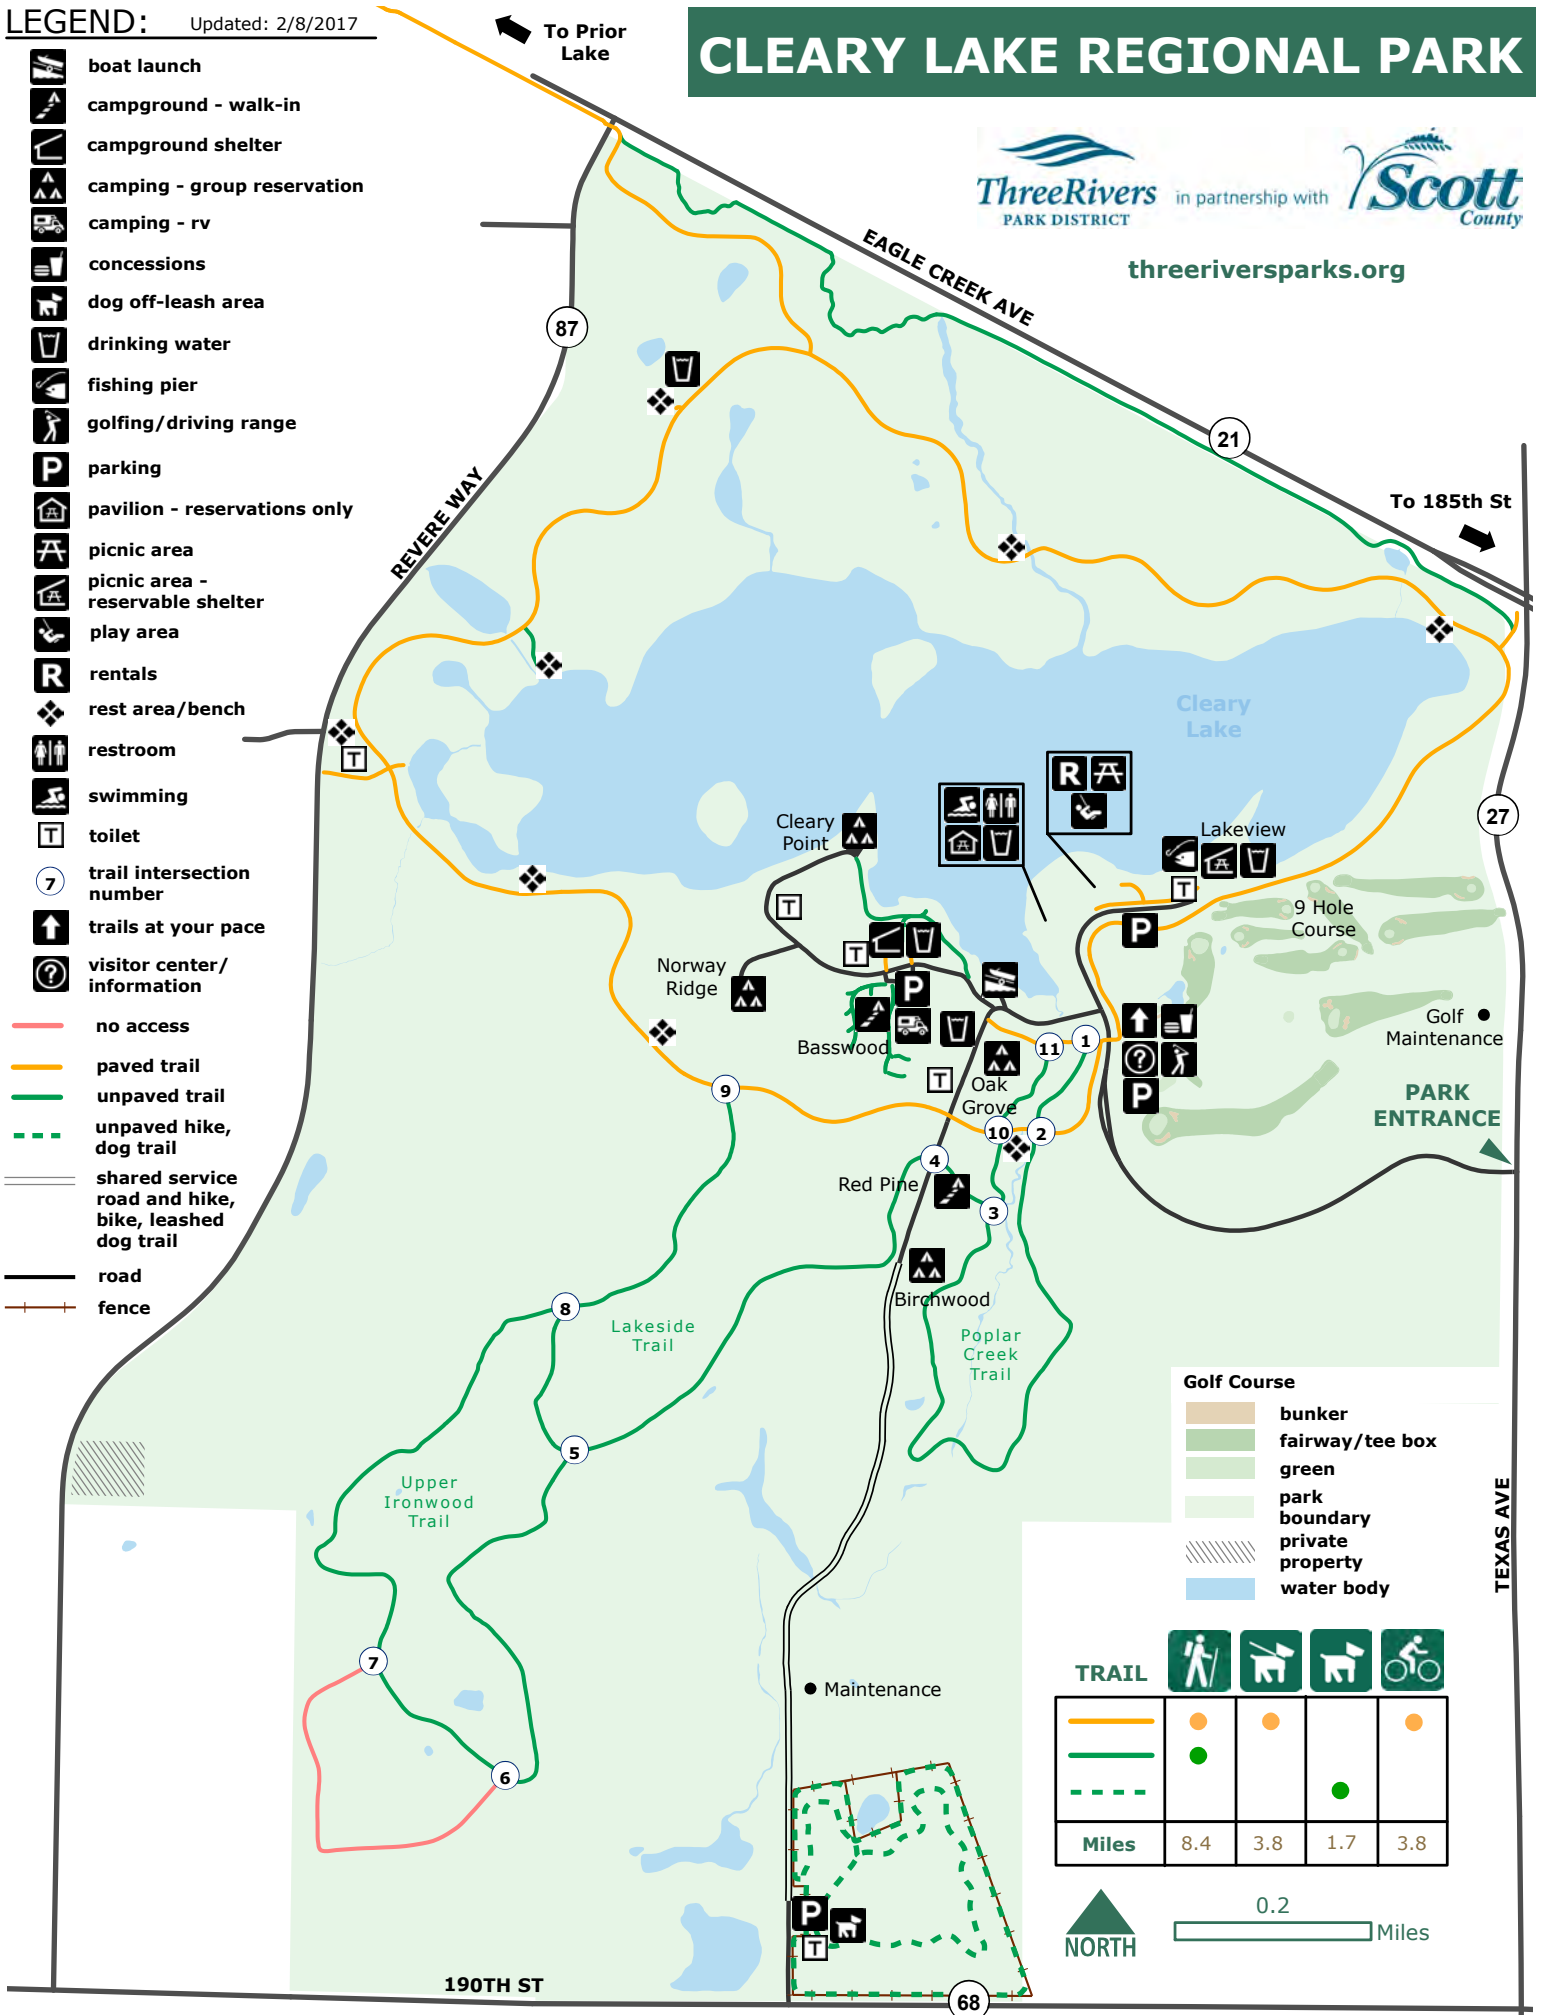 LEGEND:
Updated: 2/8/2017
boat launch
campground - walk-in
campground shelter
camping - group reservation
camping - rv
concessions
dog off-leash area
drinking water
fishing pier
golfing/driving range
P
parking
pavilion - reservations only
picnic area
picnic area -
reservable shelter
play area
R
rentals
rest area/bench
restroom
swimming
T
toilet
7
trail intersection
number
trails at your pace
?
visitor center/
information
no access
paved trail
unpaved trail
unpaved hike,
dog trail
shared service
road and hike,
bike, leashed
dog trail
road
fence
To Prior
Lake
CLEARY LAKE REGIONAL PARK
ThreeRivers
PARK DISTRICT
in partnership with
Scott
County
threeriversparks.org
EAGLE CREEK AVE
87
21
REVERE WAY
To 185th St
Cleary
Lake
T
R
27
Cleary
Point
Lakeview
T
T
9 Hole
Course
P
T
Norway
Ridge
P
Golf
Maintenance
Basswood
11
1
?
T
Oak
Grove
P
PARK
ENTRANCE
9
10
2
4
Red Pine
3
Birchwood
8
Lakeside
Trail
Poplar
Creek
Trail
5
Upper
Ironwood
Trail
7
6
Maintenance
P
T
190TH ST
68
Golf Course
bunker
fairway/tee box
green
park
boundary
private
property
water body
TEXAS AVE
TRAIL
Miles 8.4 3.8 1.7 3.8
NORTH
0.2
Miles